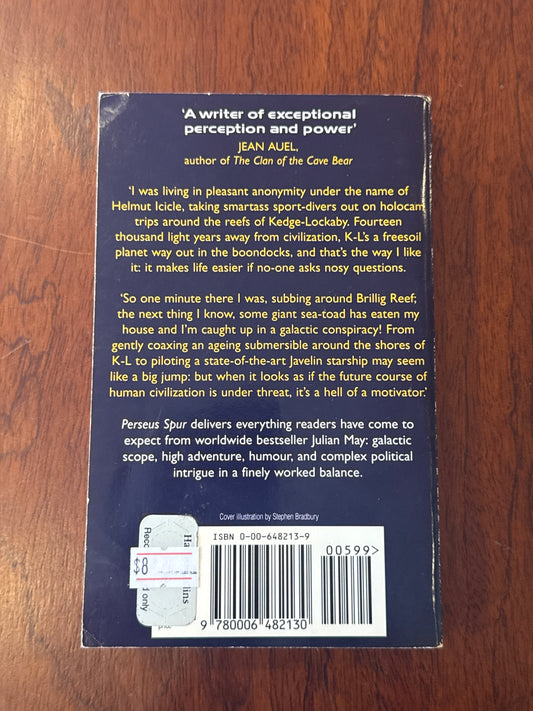 'A writer of exceptional
perception and power'
JEAN AUEL,
author of The Clan of the Cave Bear
'I was living in pleasant anonymity under the name of
Helmut Icicle, taking smartass sport-divers out on holocam
trips around the reefs of Kedge-Lockaby. Fourteen
thousand light years away from civilization, K-L's a freesoil
planet way out in the boondocks, and that's the way I like
it: it makes life easier if no-one asks nosy questions.
'So one minute there I was, subbing around Brillig Reef;
the next thing I know, some giant sea-toad has eaten my
house and I'm caught up in a galactic conspiracy! From
gently coaxing an ageing submersible around the shores of
K-L to piloting a state-of-the-art Javelin starship may seem
like a big jump: but when it looks as if the future course of
human civilization is under threat, it's a hell of a motivator.'
Perseus Spur delivers everything readers have come to
expect from worldwide bestseller Julian May: galactic
scope, high adventure, humour, and complex political
intrigue in a finely worked balance.
Cover illustration by Stephen Bradbury
ISBN 0-00-648213-9
00599>
$8
9 780006 482130